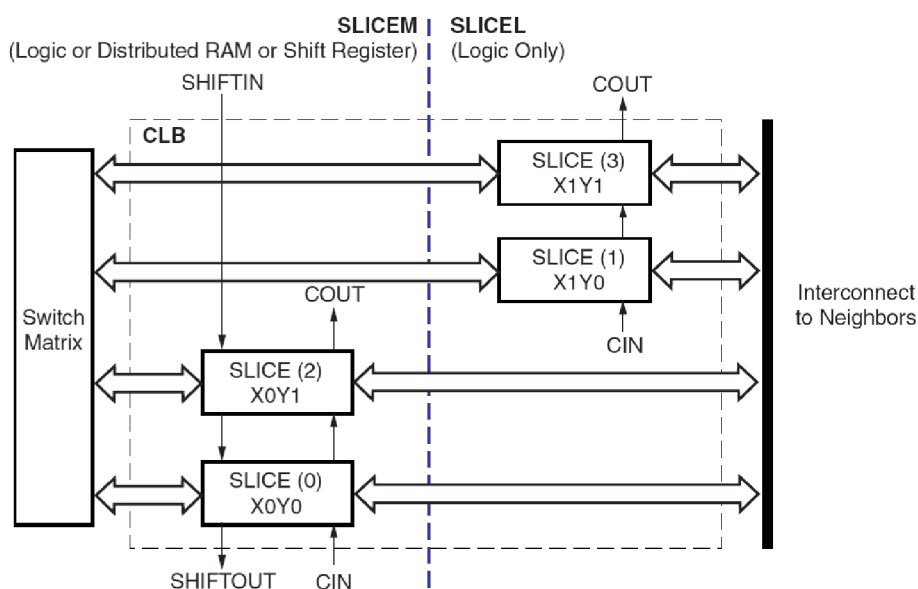 SLICEM
(Logic or Distributed RAM or Shift Register)
SLICEL
(Logic Only)
SHIFTIN
COUT
CLB
SLICE (3)
X1Y1
SLICE (1)
X1Y0
COUT
CIN
Switch
Matrix
Interconnect
to Neighbors
SLICE (2)
X0Y1
SLICE (0)
X0Y0
SHIFTOUT
CIN